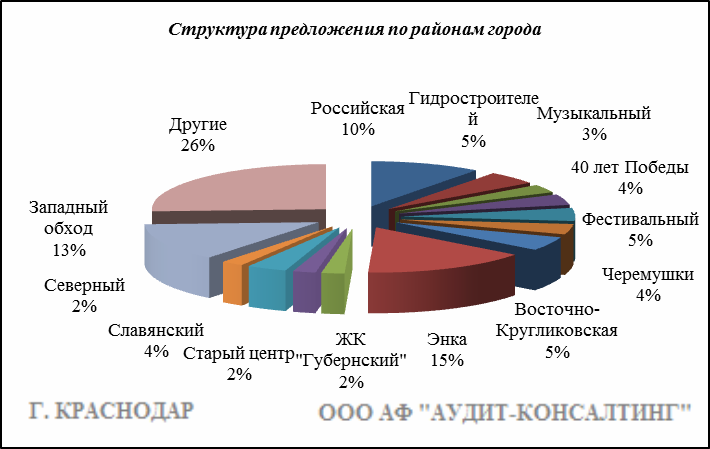 Структура предложения по районам города
Российская
10%
Гидростроителе
й
5%
Музыкальный
3%
40 лет Победы
4%
Фестивальный
5%
Черемушки
4%
Восточно-
Кругликовская
5%
Энка
15%
ЖК
"Губернский"
2%
Старый центр
2%
Славянский
4%
Северный
2%
Западный
обход
13%
Другие
26%
Г. КРАСНОДАР
ООО АФ "АУДИТ-КОНСАЛТИНГ"